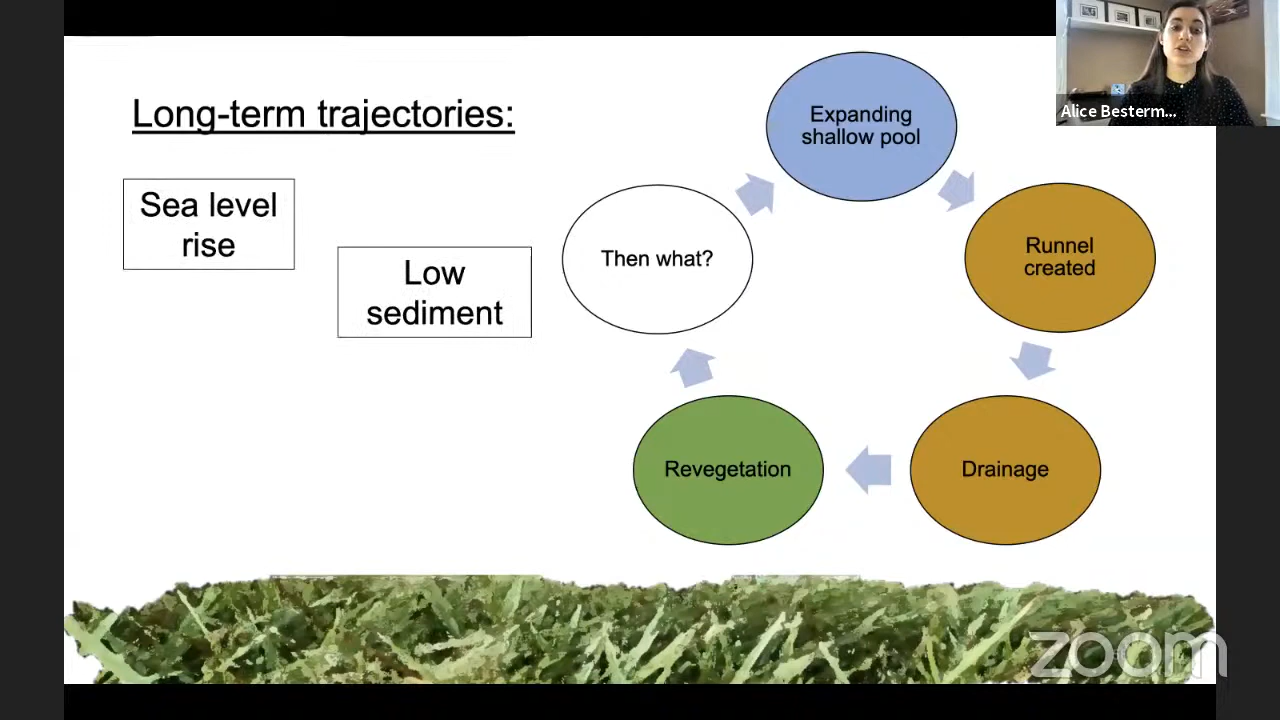 Long-term trajectories:
Sea level
rise
Low
sediment
Expanding
shallow pool
Runnel
created
Drainage
Revegetation
Then what?
Alice Besterm...
zoom